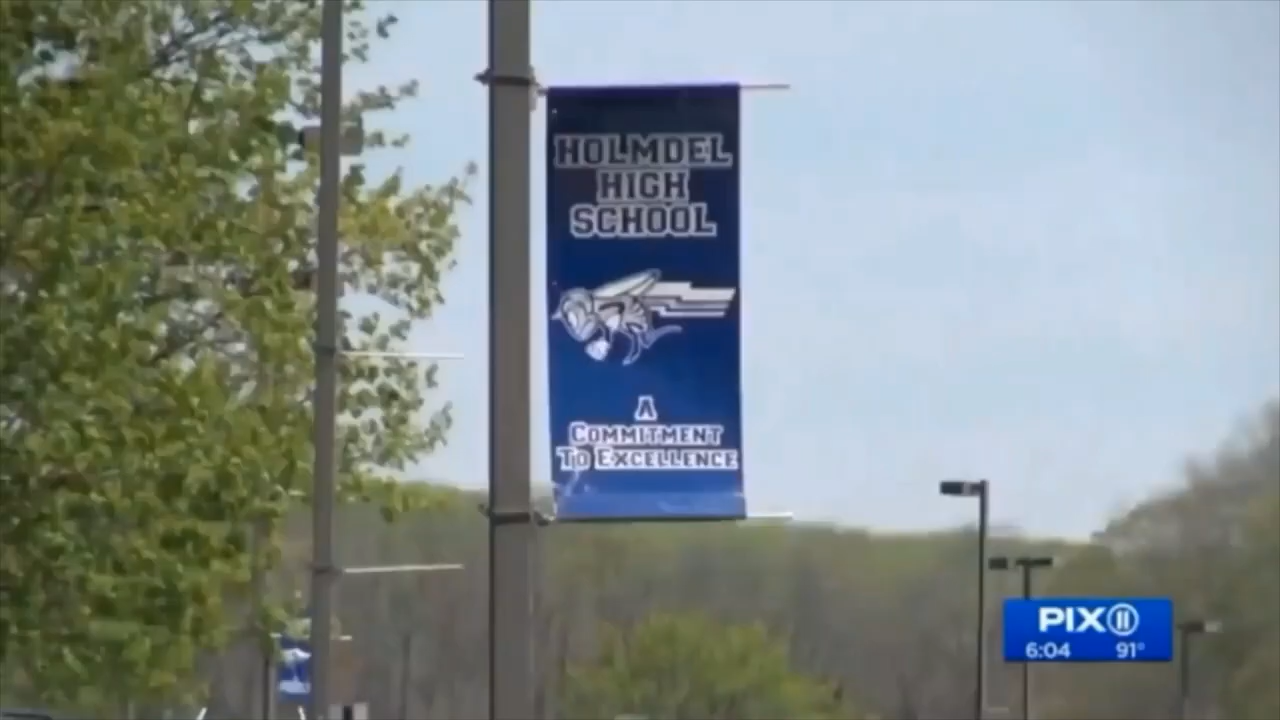 HOLMDEL
HIGH
SCHOOL
A
COMMITMENT
TO EXCELLENCE
PIX11
6:04 91°